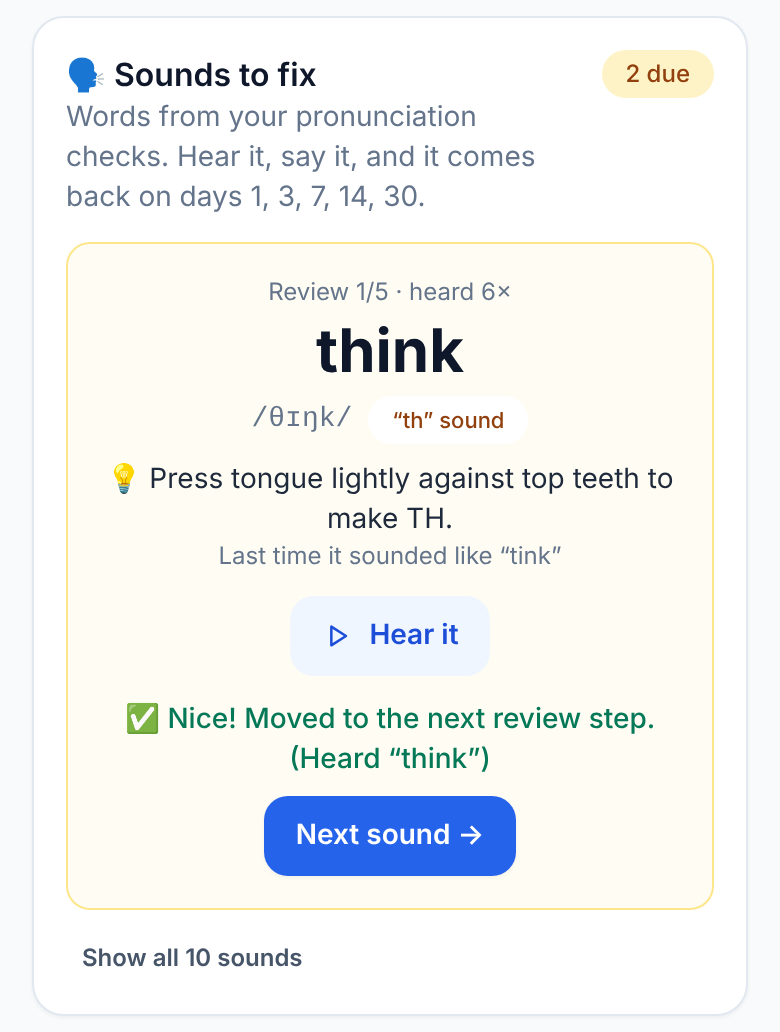 🗣️ Sounds to fix
2 due
Words from your pronunciation
checks. Hear it, say it, and it comes
back on days 1, 3, 7, 14, 30.
Review 1/5 · heard 6×
think
/θɪŋk/ “th” sound
💡 Press tongue lightly against top teeth to
make TH.
Last time it sounded like “tink”
Hear it
✅ Nice! Moved to the next review step.
(Heard “think”)
Next sound →
Show all 10 sounds